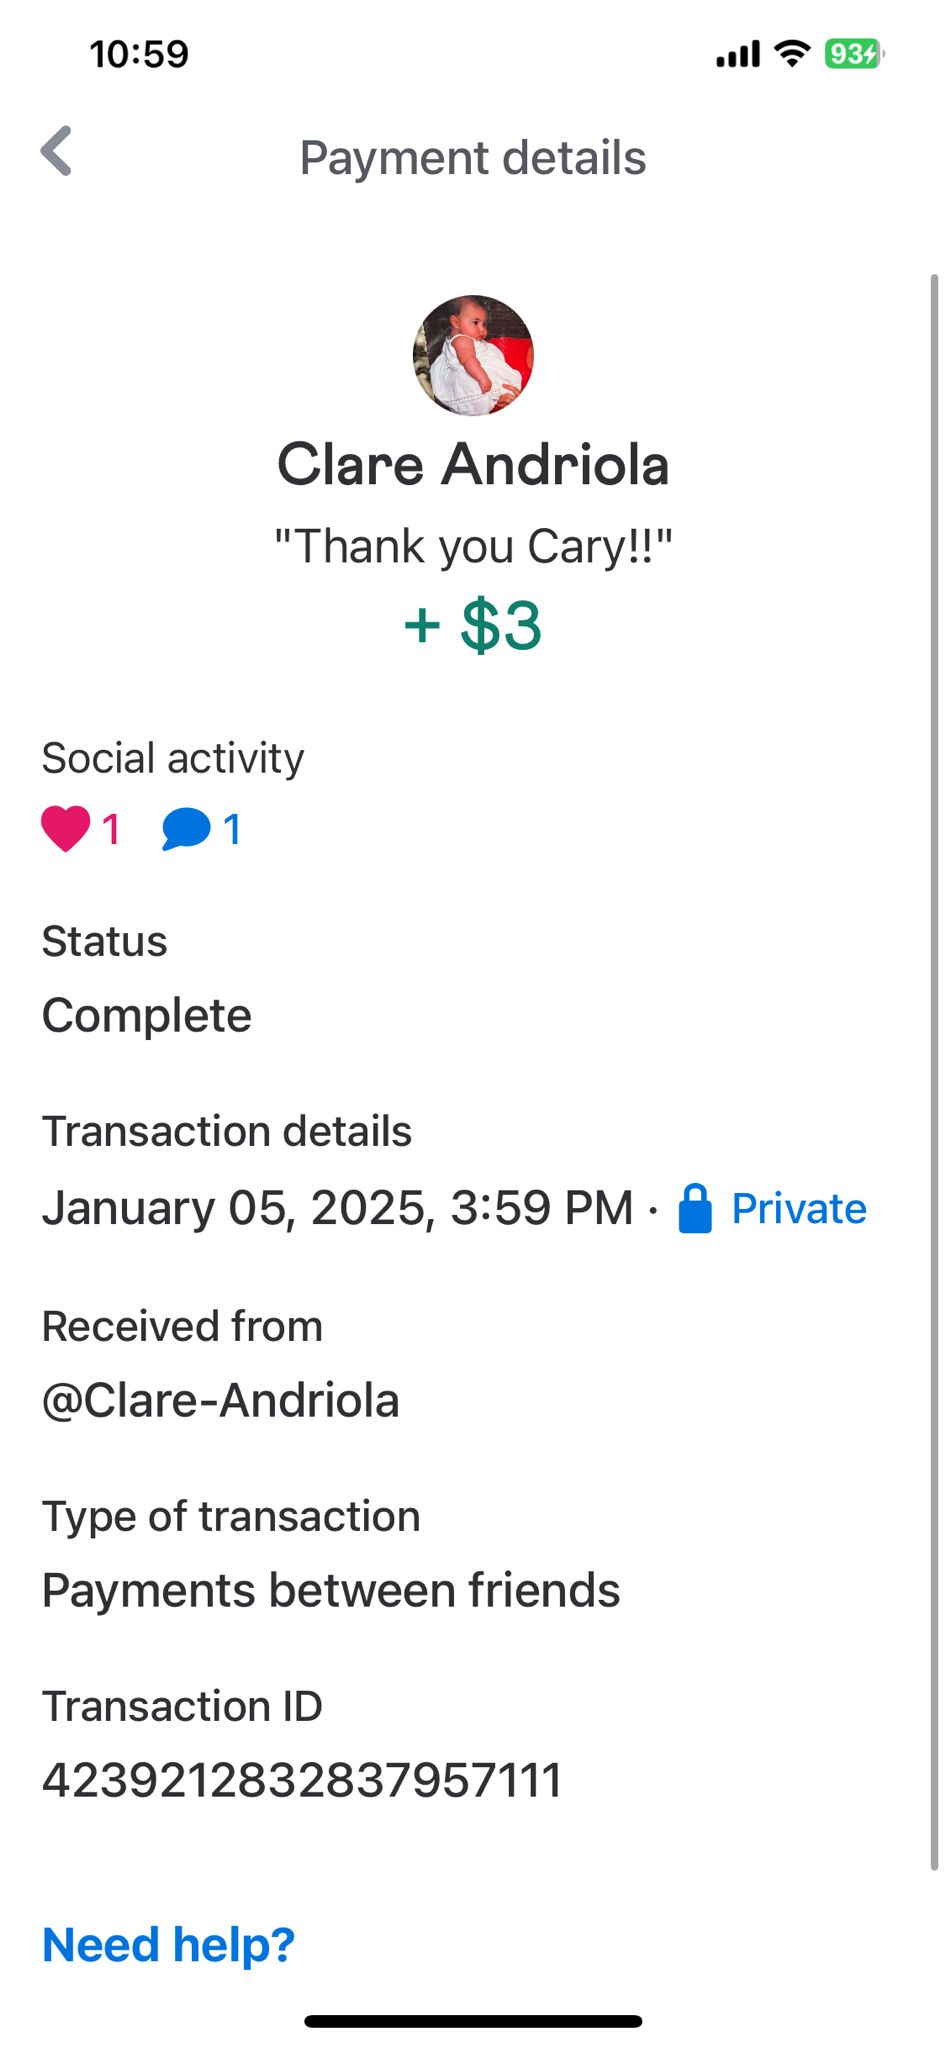 10:59
93
Payment details
Clare Andriola
"Thank you Cary!!"
+ $3
Social activity
1 1
Status
Complete
Transaction details
January 05, 2025, 3:59 PM · Private
Received from
@Clare-Andriola
Type of transaction
Payments between friends
Transaction ID
4239212832837957111
Need help?